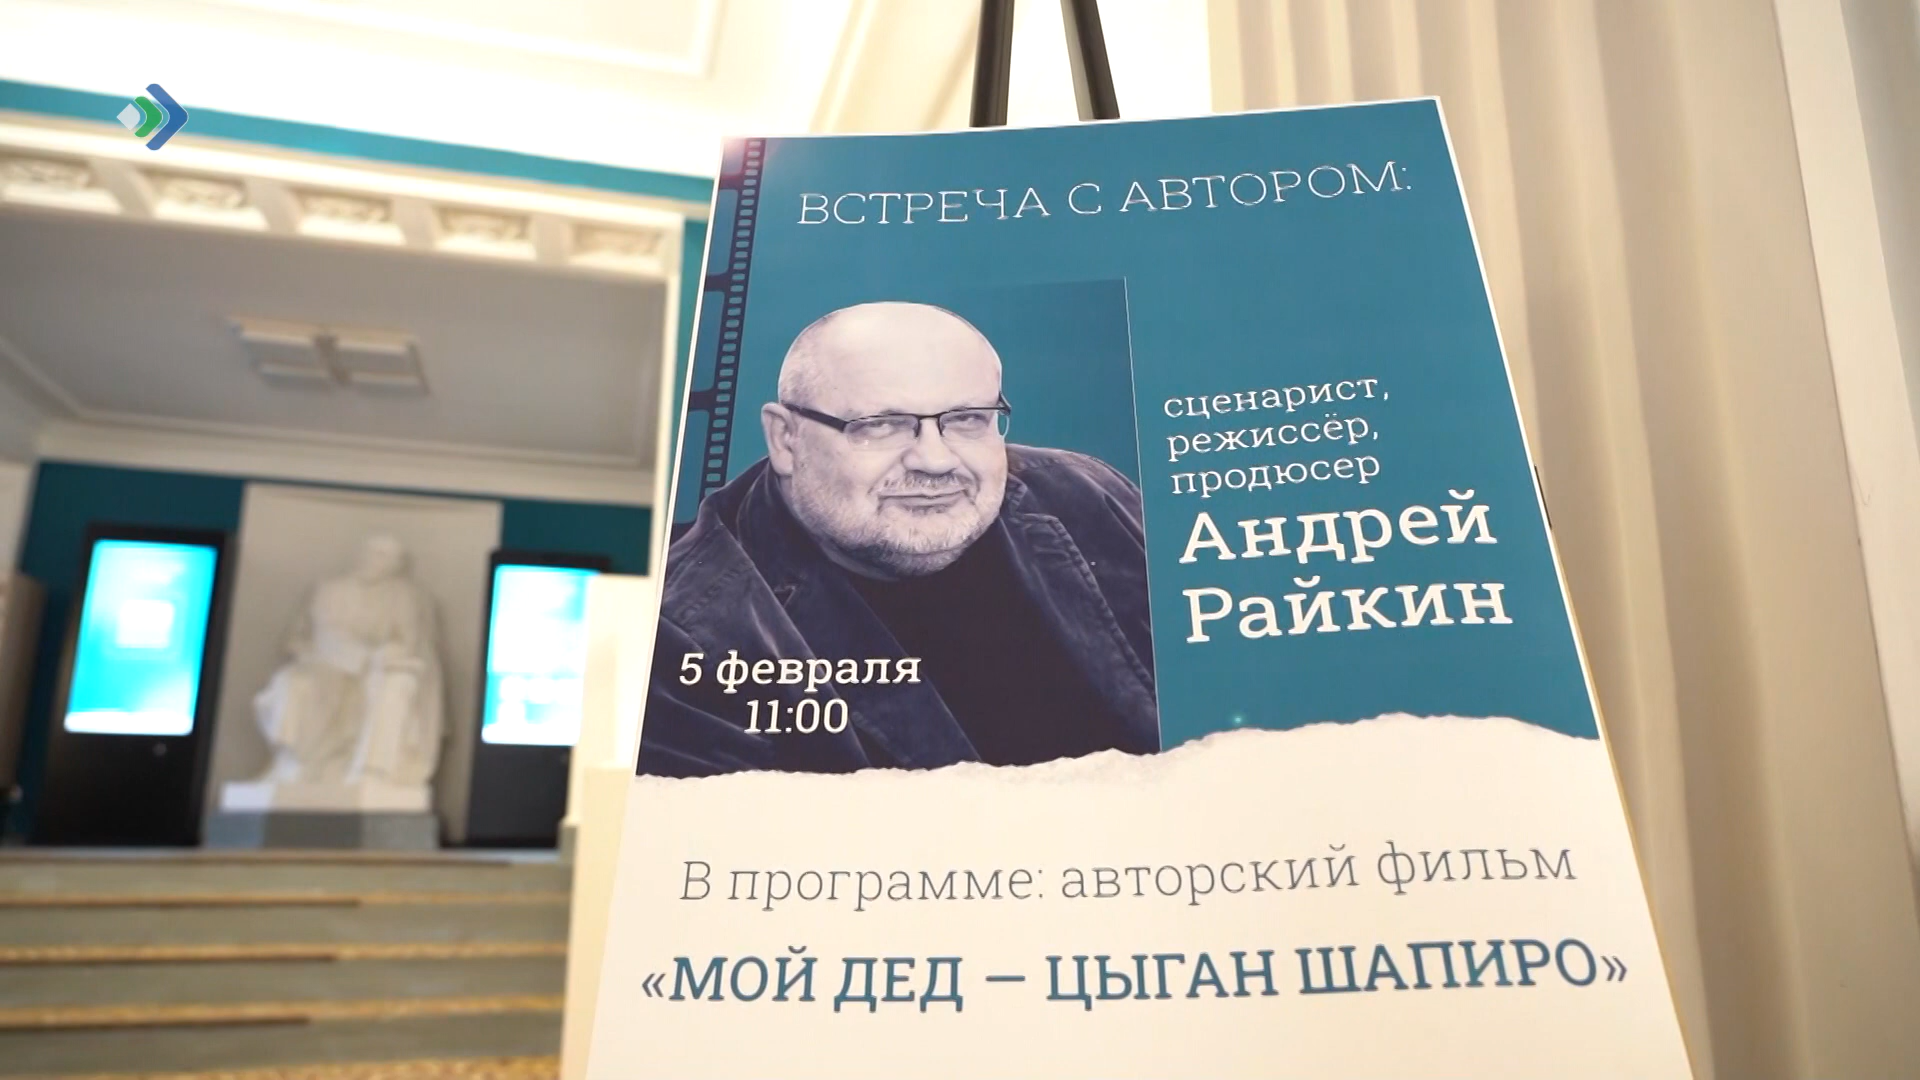 ВСТРЕЧА С АВТОРОМ:
сценарист,
режиссёр,
продюсер
Андрей
Райкин
5 февраля
11:00
В программе: авторский фильм
«МОЙ ДЕД – ЦЫГАН ШАПИРО»